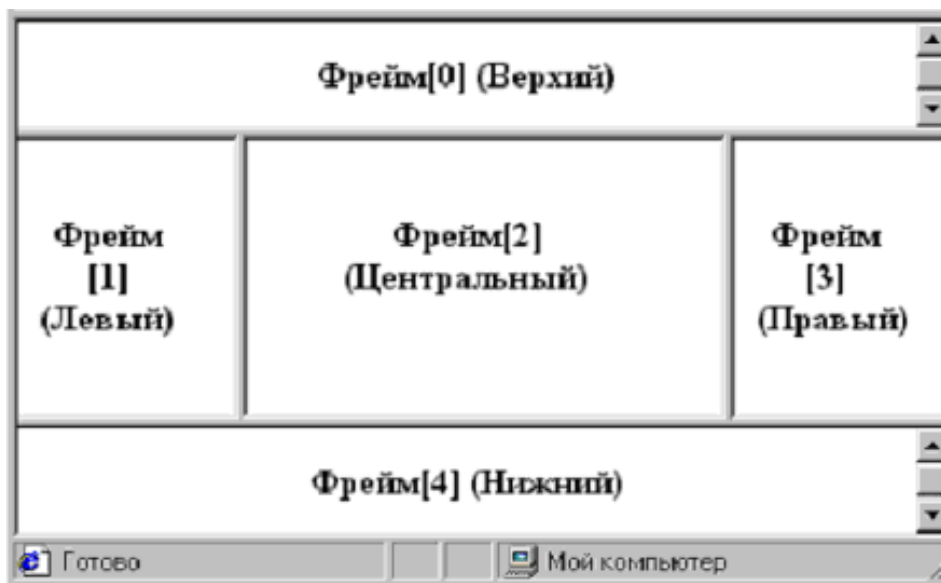 Фрейм[0] (Верхий)
Фрейм
[1]
(Левый)
Фрейм[2]
(Центральный)
Фрейм
[3]
(Правый)
Фрейм[4] (Нижний)
Готово
Мой компьютер